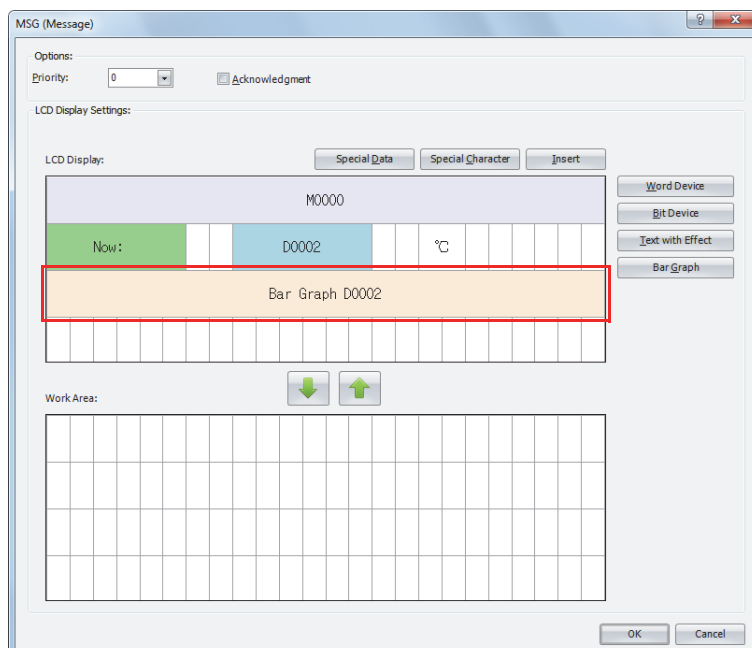 MSG (Message)
Options:
Priority: 0 Acknowledgment
LCD Display Settings:
LCD Display: Special Data Special Character Insert
M0000 Word Device
Bit Device
Now: D0002 ℃ Text with Effect
Bar Graph
Bar Graph D0002
Work Area:
OK Cancel